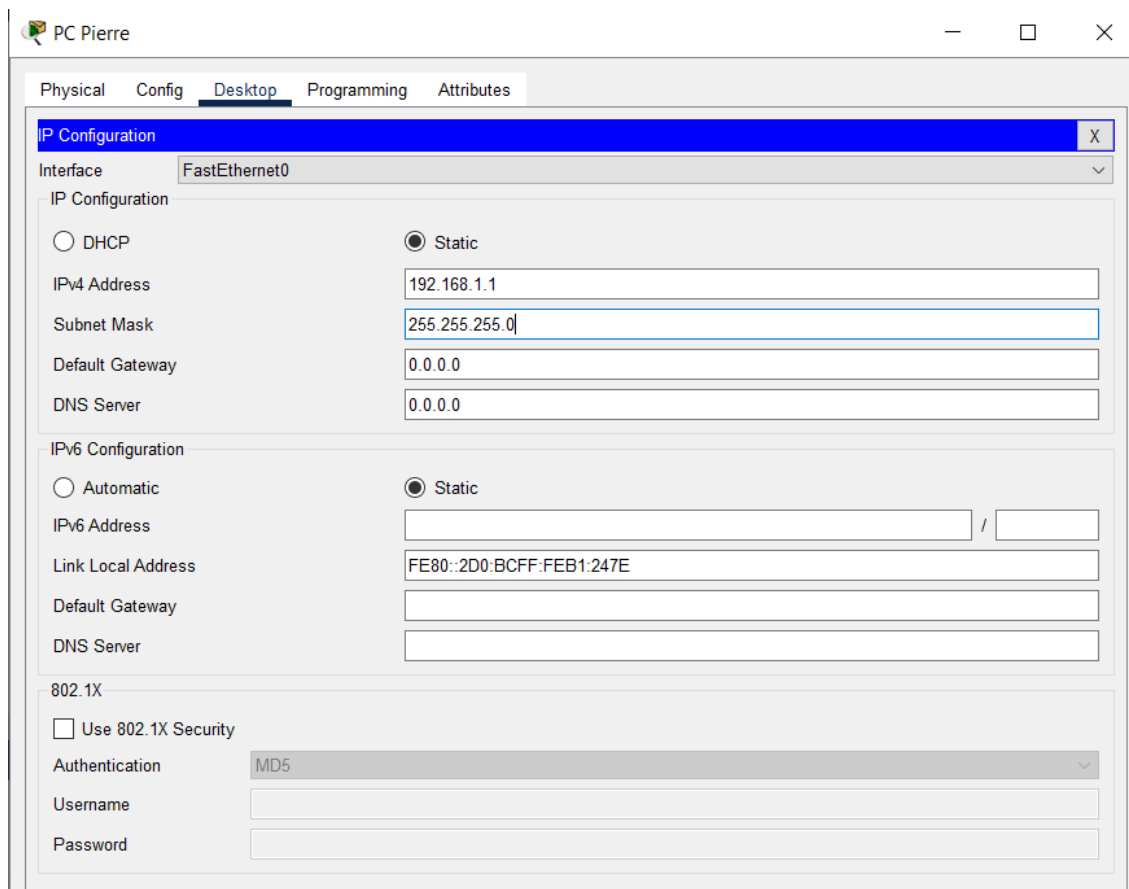 PC Pierre
Physical Config Desktop Programming Attributes
IP Configuration X
Interface FastEthernet0
IP Configuration
DHCP Static
IPv4 Address 192.168.1.1
Subnet Mask 255.255.255.0
Default Gateway 0.0.0.0
DNS Server 0.0.0.0
IPv6 Configuration
Automatic Static
IPv6 Address /
Link Local Address FE80::2D0:BCFF:FEB1:247E
Default Gateway
DNS Server
802.1X
Use 802.1X Security
Authentication MD5
Username
Password